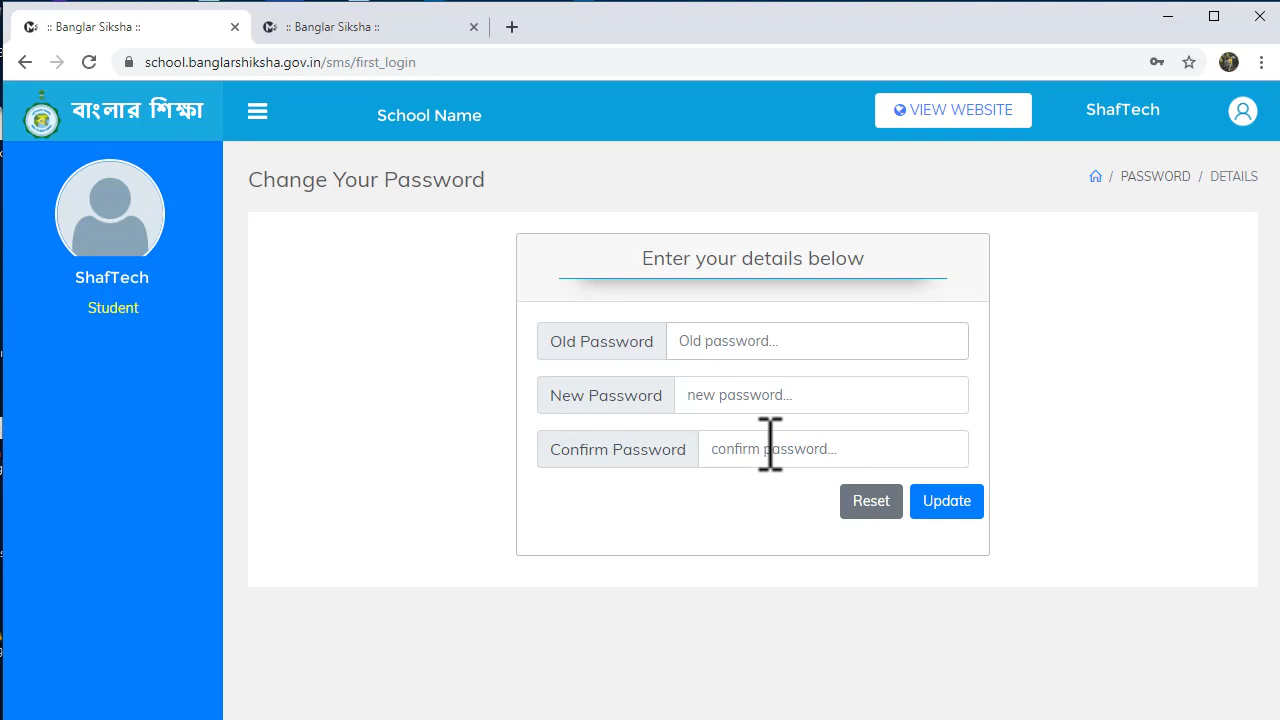 :: Banglar Siksha ::
:: Banglar Siksha ::
school.banglarshiksha.gov.in/sms/first_login
বাংলার শিক্ষা
School Name
VIEW WEBSITE
ShafTech
Change Your Password
/ PASSWORD / DETAILS
ShafTech
Student
Enter your details below
Old Password
Old password...
New Password
new password...
Confirm Password
confirm password...
Reset
Update